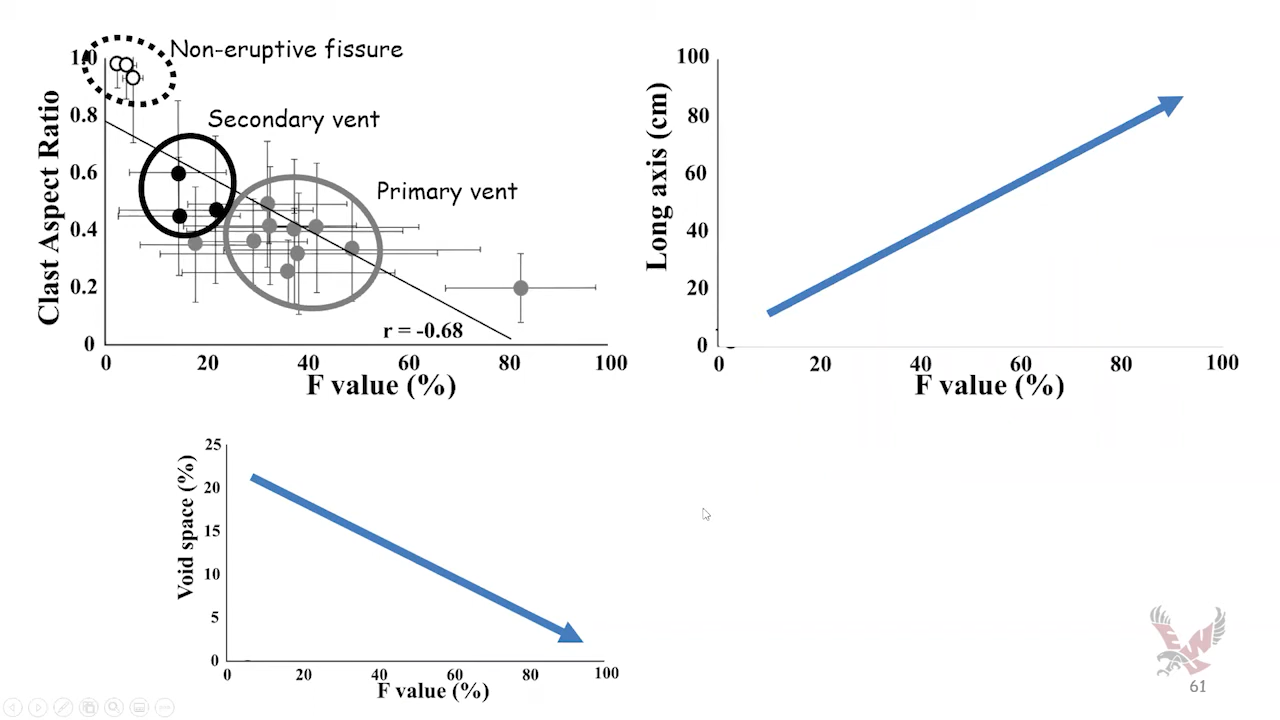 Non-eruptive fissure
Secondary vent
Primary vent
Clast Aspect Ratio
1.0
0.8
0.6
0.4
0.2
0
r = -0.68
0 20 40 60 80 100
F value (%)
Long axis (cm)
100
80
60
40
20
0
0 20 40 60 80 100
F value (%)
Void space (%)
25
20
15
10
5
0
0 20 40 60 80 100
F value (%)
EWU
61